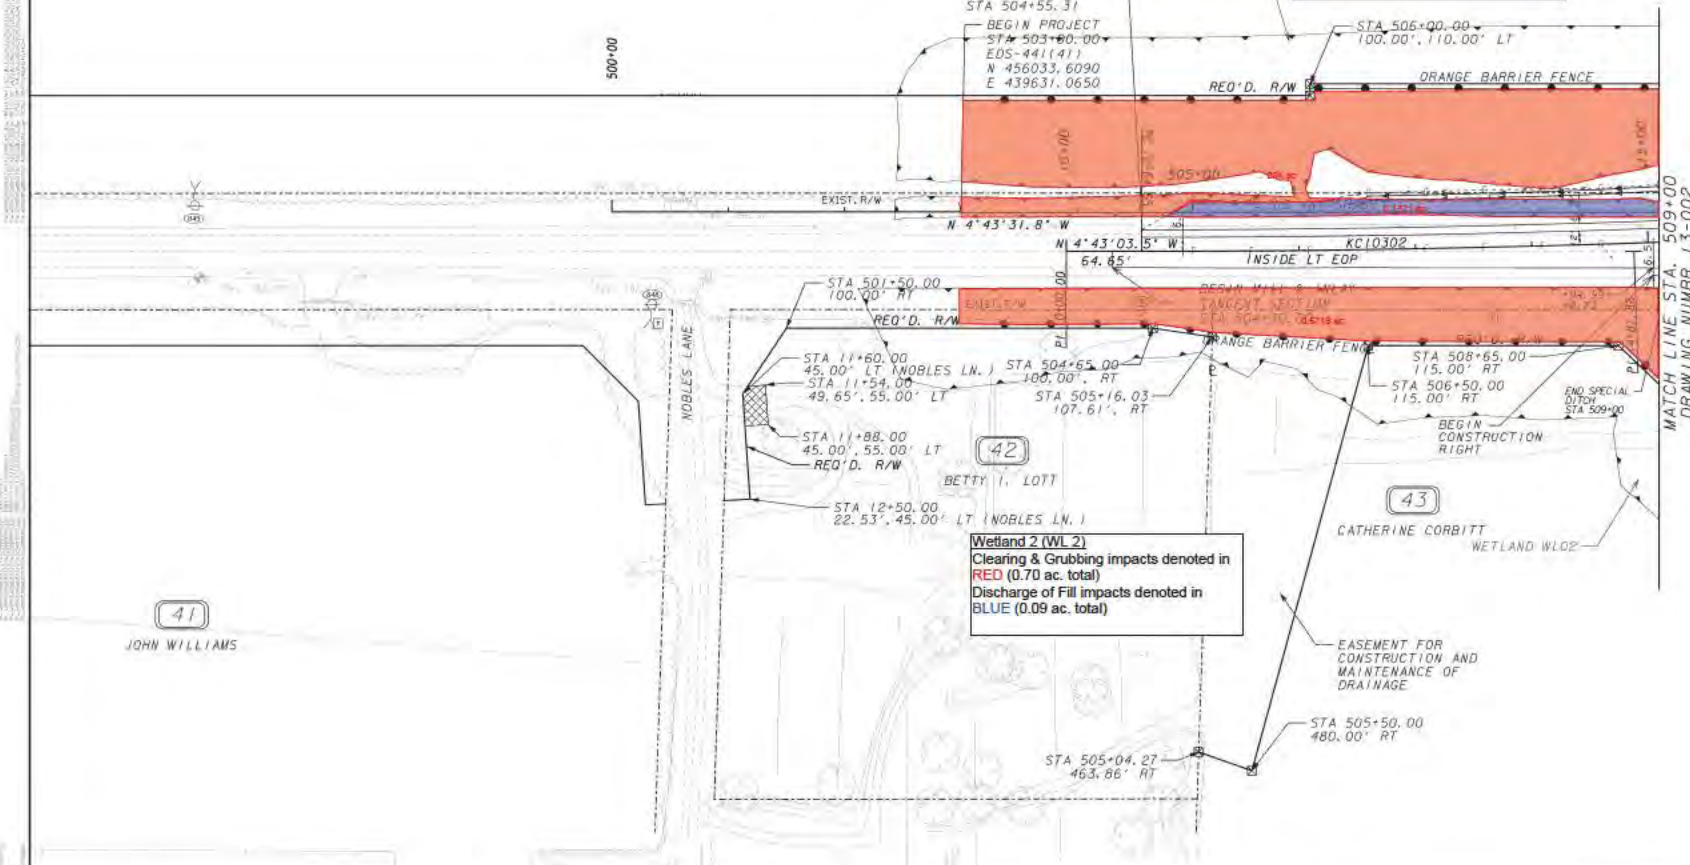 STA 504+55.31
BEGIN PROJECT
STA 503+80.00
EDS-441(41)
N 456033.6090
E 439631.0650
500+00
STA 506+00.00
100.00', 110.00' LT
REQ'D. R/W
ORANGE BARRIER FENCE
505+00
EXIST. R/W
N 4°43'31.8" W
N 4°43'03.5" W
64.65'
KC10302
INSIDE LT EOP
MATCH LINE STA. 509+00
STA 501+50.00
100.00' RT
REQ'D. R/W
BEGIN MILL & INLAY
TANGENT SECTION
ORANGE BARRIER FENCE
NOBLES LANE
STA 11+60.00
45.00' LT (NOBLES LN.)
STA 11+54.00
49.65', 55.00' LT
STA 504+65.00
100.00', RT
STA 505+16.03
107.61', RT
STA 508+65.00
115.00' RT
STA 506+50.00
115.00' RT
END SPECIAL
DITCH
STA 509+00
BEGIN
CONSTRUCTION
RIGHT
STA 11+88.00
45.00', 55.00' LT
REQ'D. R/W
42
BETTY I. LOTT
STA 12+50.00
22.53', 45.00' LT (NOBLES LN.)
43
CATHERINE CORBITT
WETLAND WL02
Wetland 2 (WL 2)
Clearing & Grubbing impacts denoted in
RED (0.70 ac. total)
Discharge of Fill impacts denoted in
BLUE (0.09 ac. total)
41
JOHN WILLIAMS
EASEMENT FOR
CONSTRUCTION AND
MAINTENANCE OF
DRAINAGE
STA 505+50.00
480.00' RT
STA 505+04.27
463.86' RT